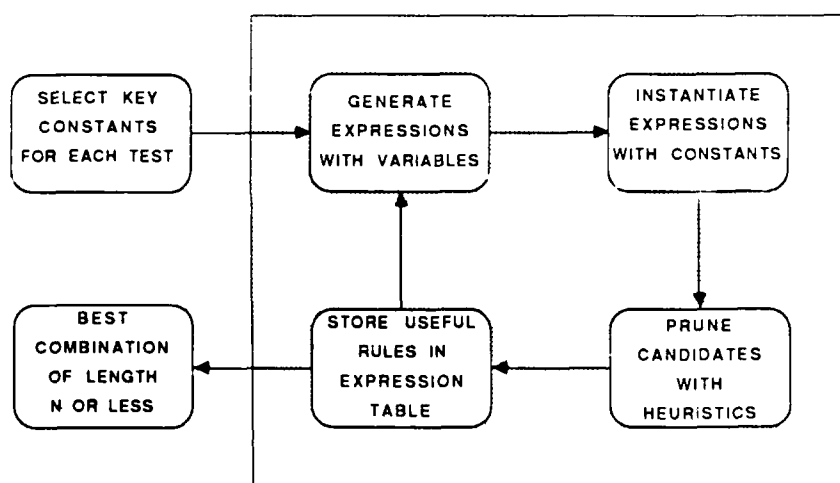 SELECT KEY
CONSTANTS
FOR EACH TEST
GENERATE
EXPRESSIONS
WITH VARIABLES
INSTANTIATE
EXPRESSIONS
WITH CONSTANTS
BEST
COMBINATION
OF LENGTH
N OR LESS
STORE USEFUL
RULES IN
EXPRESSION
TABLE
PRUNE
CANDIDATES
WITH
HEURISTICS